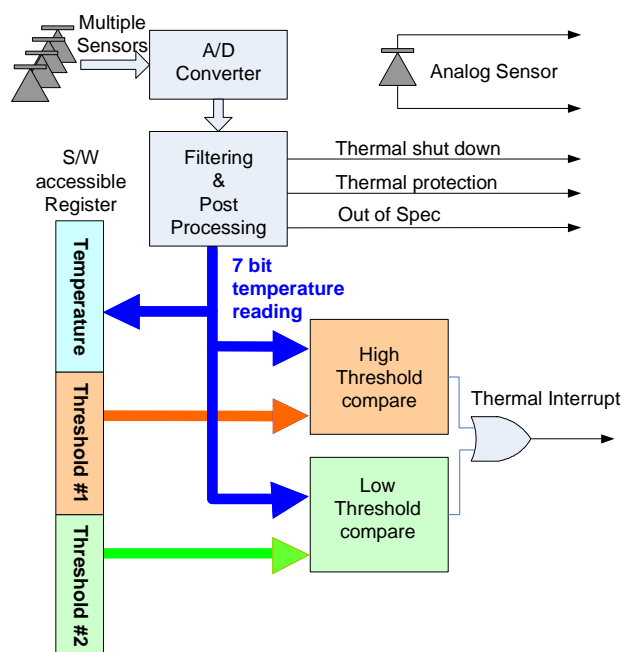 Multiple
Sensors
A/D
Converter
Analog Sensor
S/W
accessible
Register
Filtering
&
Post
Processing
Thermal shut down
Thermal protection
Out of Spec
7 bit
temperature
reading
Temperature
High
Threshold
compare
Threshold #1
Thermal Interrupt
Low
Threshold
compare
Threshold #2